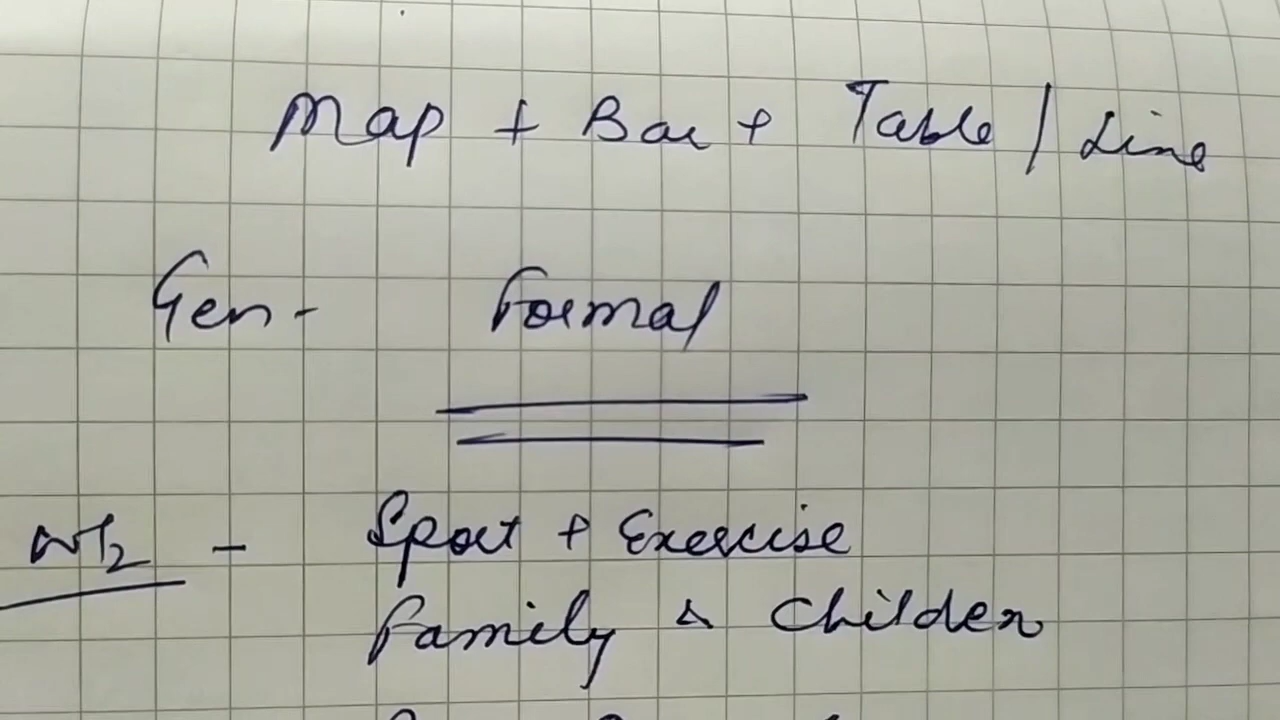 Map + Bar + Table / Line
Gen - Formal
WT2 - Sport + Exercise
Family & Childen